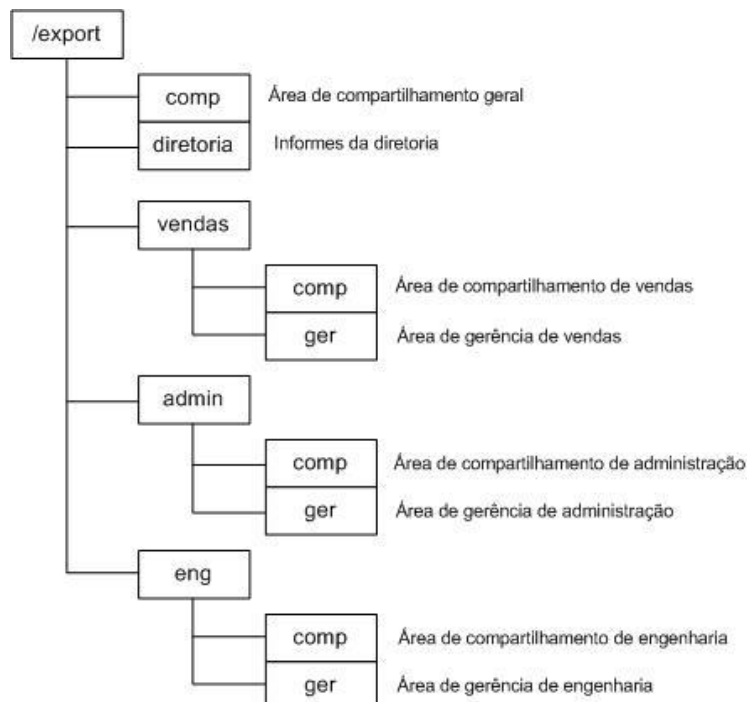 /export
comp Área de compartilhamento geral
diretoria Informes da diretoria
vendas
comp Área de compartilhamento de vendas
ger Área de gerência de vendas
admin
comp Área de compartilhamento de administração
ger Área de gerência de administração
eng
comp Área de compartilhamento de engenharia
ger Área de gerência de engenharia